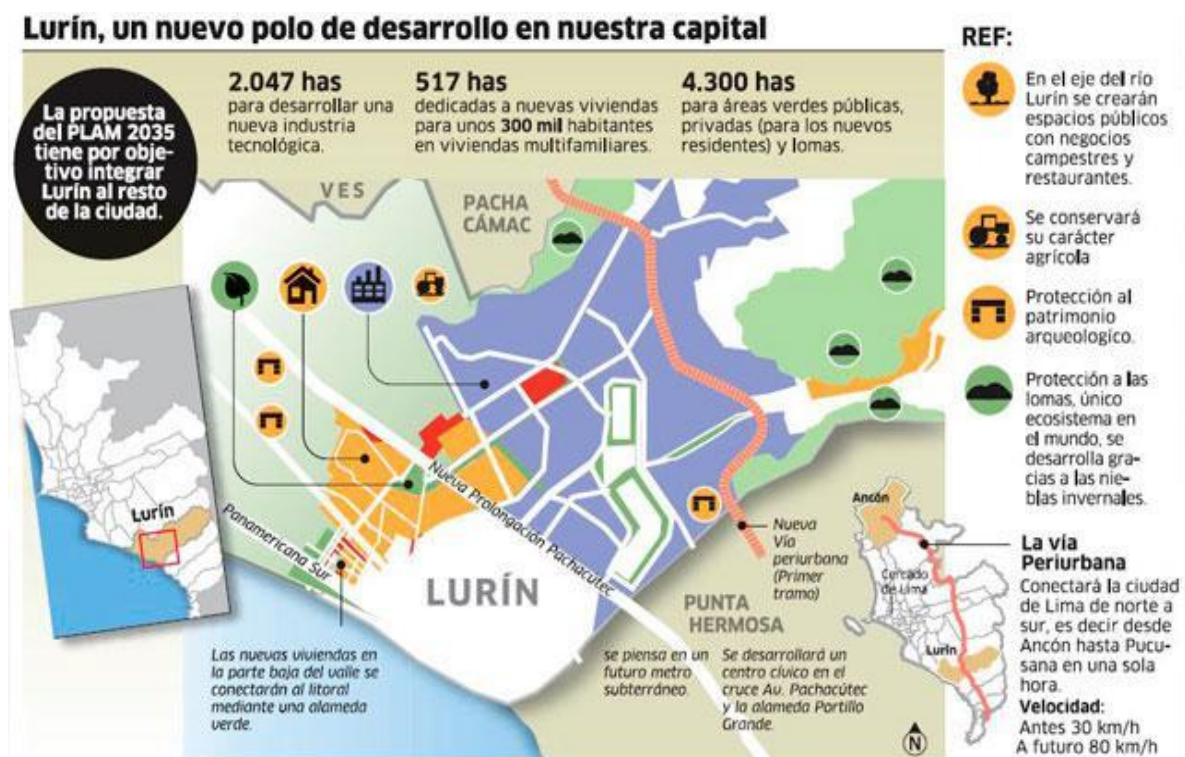 Lurín, un nuevo polo de desarrollo en nuestra capital
La propuesta
del PLAM 2035
tiene por obje-
tivo integrar
Lurín al resto
de la ciudad.
2.047 has
para desarrollar una
nueva industria
tecnológica.
517 has
dedicadas a nuevas viviendas
para unos 300 mil habitantes
en viviendas multifamiliares.
4.300 has
para áreas verdes públicas,
privadas (para los nuevos
residentes) y lomas.
VES
PACHA
CÁMAC
Lurín
Nueva Prolongacion Pachacutec
Panamericana Sur
LURÍN
PUNTA
HERMOSA
Nueva
Vía
periurbana
(Primer
tramo)
Las nuevas viviendas en
la parte baja del valle se
conectarán al litoral
mediante una alameda
verde.
se piensa en un
futuro metro
subterráneo.
Se desarrollará un
centro cívico en el
cruce Av. Pachacútec
y la alameda Portillo
Grande.
N
REF:
En el eje del río
Lurín se crearán
espacios públicos
con negocios
campestres y
restaurantes.
Se conservará
su carácter
agrícola
Protección al
patrimonio
arqueologico.
Protección a las
lomas, único
ecosistema en
el mundo, se
desarrolla gra-
cias a las nie-
blas invernales.
Ancón
Cercado
de Lima
Lurín
La vía
Periurbana
Conectará la ciudad
de Lima de norte a
sur, es decir desde
Ancón hasta Pucu-
sana en una sola
hora.
Velocidad:
Antes 30 km/h
A futuro 80 km/h